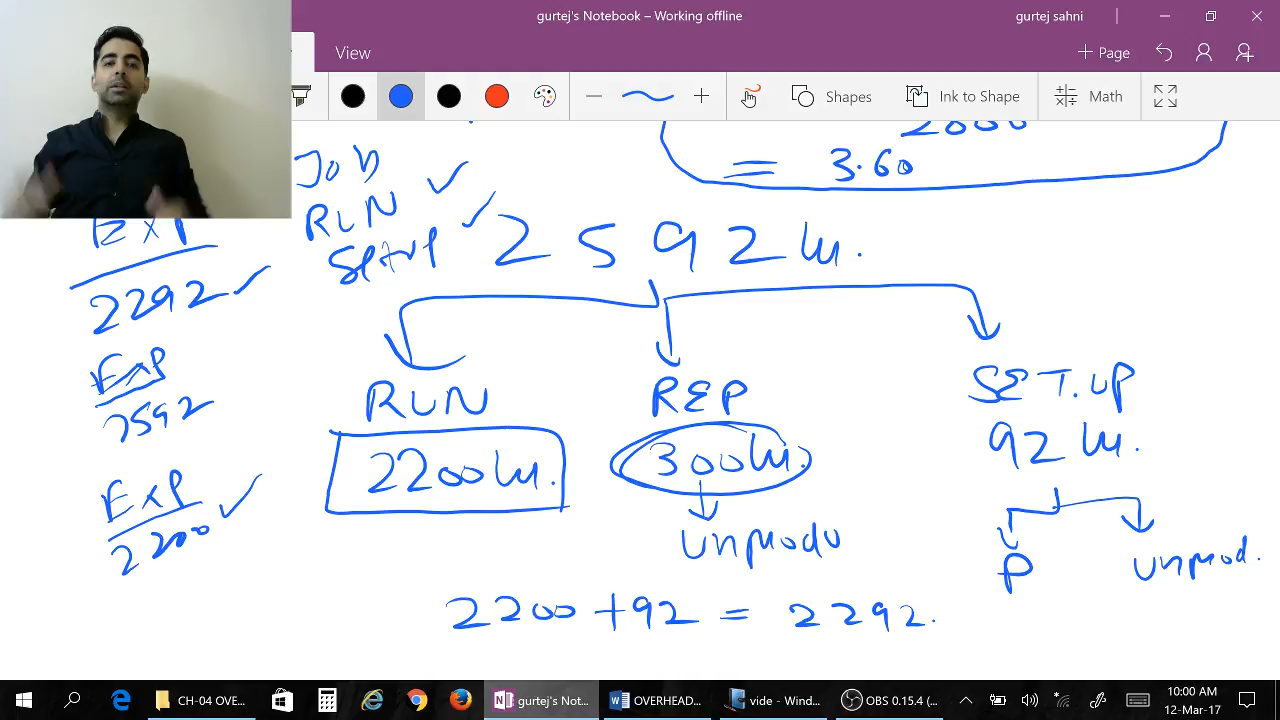 gurtej's Notebook – Working offline
gurtej sahni
View
Page
Shapes
Ink to Shape
Math
2000
= 3.60
JOB
RUN
SETUP
2592 hr.
EXP
2292
EXP
2592
EXP
2200
RUN
2200 hr.
REP
300 hr.
unprodu
SET.UP
92 hr.
P
unprod.
2200 + 92 = 2292.
CH-04 OVE...
gurtej's Not...
OVERHEAD...
vide - Wind...
OBS 0.15.4 (...
10:00 AM
12-Mar-17